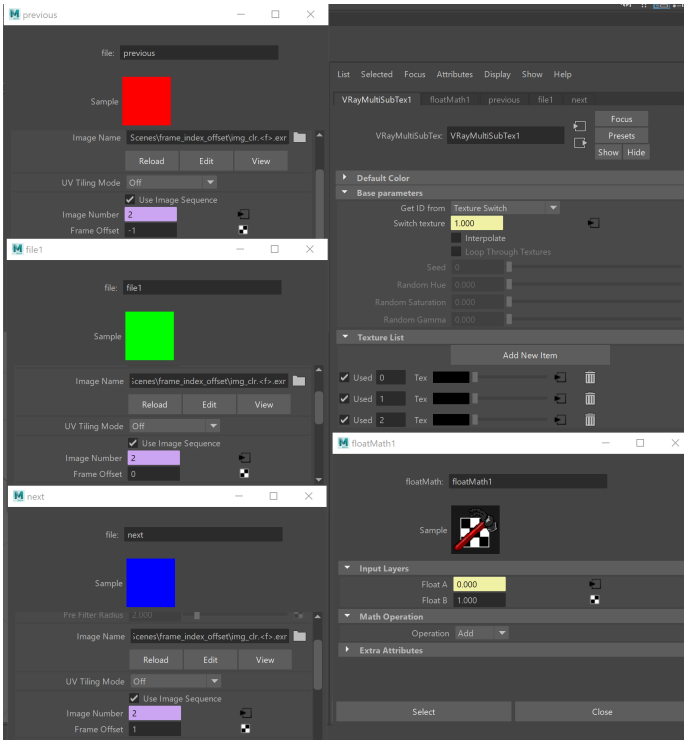 previous
file: previous
Sample
Image Name Scenes\frame_index_offset\img_clr.<f>.exr
Reload Edit View
UV Tiling Mode Off
Use Image Sequence
Image Number 2
Frame Offset -1
file1
file: file1
Sample
Image Name Scenes\frame_index_offset\img_clr.<f>.exr
Reload Edit View
UV Tiling Mode Off
Use Image Sequence
Image Number 2
Frame Offset 0
next
file: next
Sample
Pre Filter Radius 2.000
Image Name Scenes\frame_index_offset\img_clr.<f>.exr
Reload Edit View
UV Tiling Mode Off
Use Image Sequence
Image Number 2
Frame Offset 1
List Selected Focus Attributes Display Show Help
VRayMultiSubTex1 floatMath1 previous file1 next
Focus
VRayMultiSubTex: VRayMultiSubTex1
Presets
Show Hide
Default Color
Base parameters
Get ID from Texture Switch
Switch texture 1.000
Interpolate
Loop Through Textures
Seed 0
Random Hue 0.000
Random Saturation 0.000
Random Gamma 0.000
Texture List
Add New Item
Used 0 Tex
Used 1 Tex
Used 2 Tex
floatMath1
floatMath: floatMath1
Sample
Input Layers
Float A 0.000
Float B 1.000
Math Operation
Operation Add
Extra Attributes
Select Close